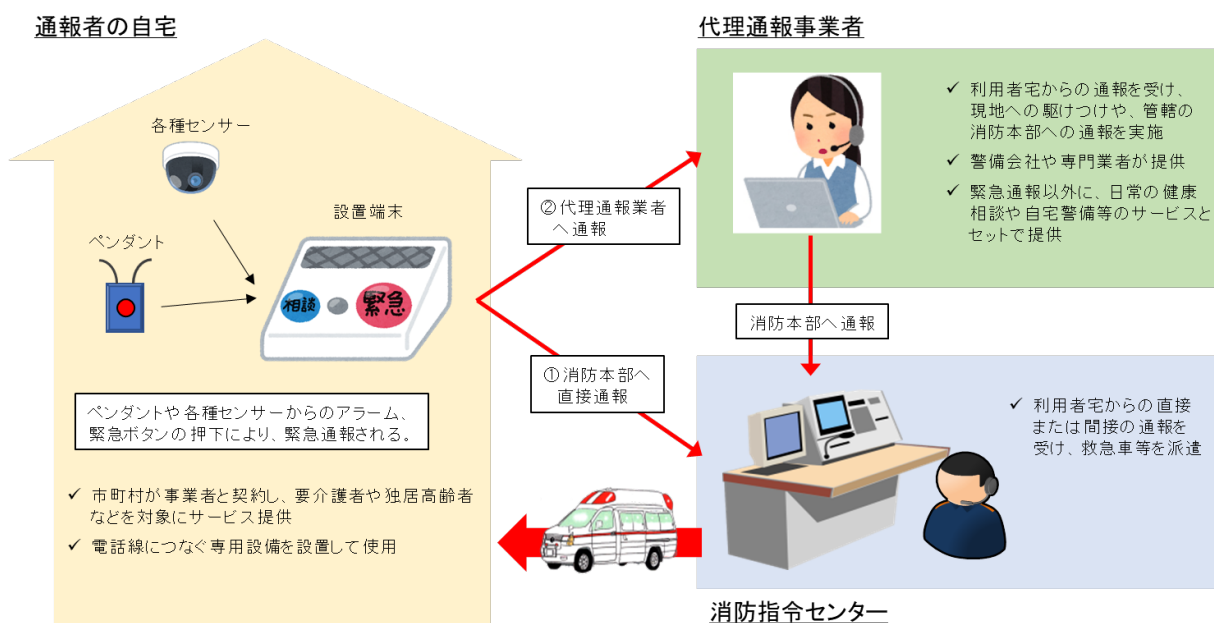 通報者の自宅
各種センサー
設置端末
ペンダント
相談
緊急
ペンダントや各種センサーからのアラーム、
緊急ボタンの押下により、緊急通報される。
✓ 市町村が事業者と契約し、要介護者や独居高齢者
などを対象にサービス提供
✓ 電話線につなぐ専用設備を設置して使用
②代理通報業者
へ通報
①消防本部へ
直接通報
代理通報事業者
✓ 利用者宅からの通報を受け、
現地への駆けつけや、管轄の
消防本部への通報を実施
✓ 警備会社や専門業者が提供
✓ 緊急通報以外に、日常の健康
相談や自宅警備等のサービスと
セットで提供
消防本部へ通報
✓ 利用者宅からの直接
または間接の通報を
受け、救急車等を派遣
消防指令センター